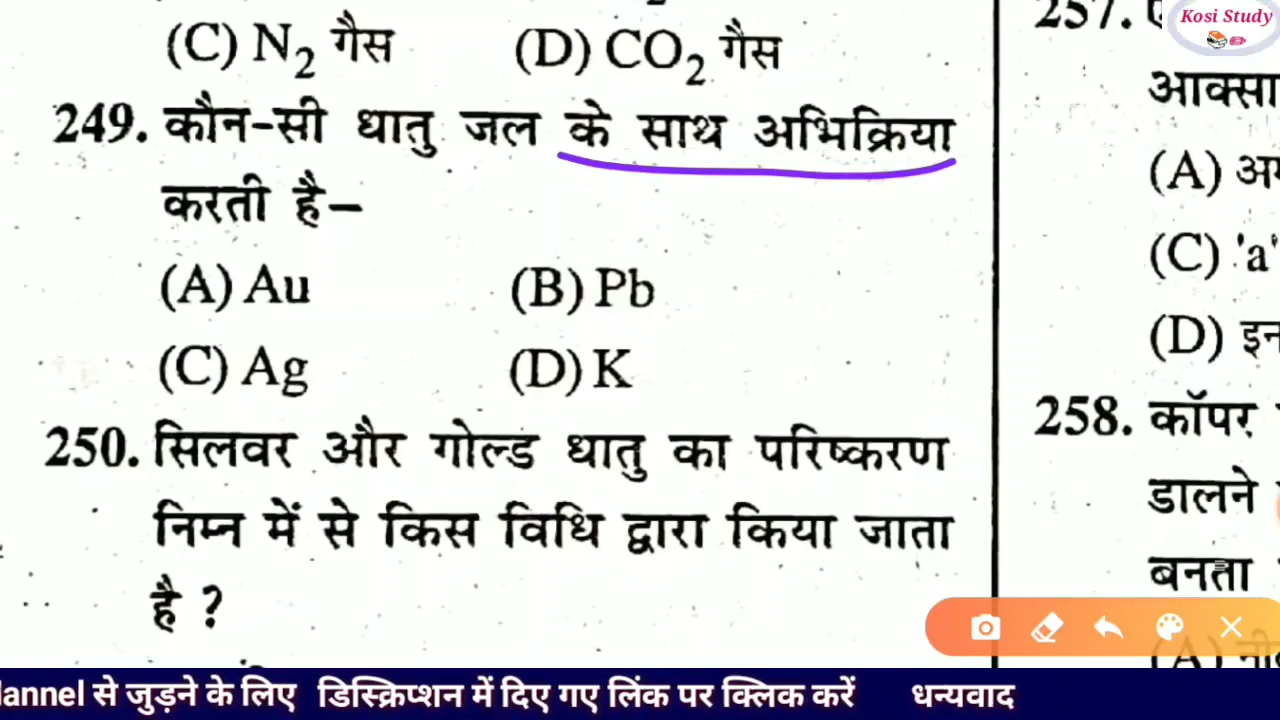 (C) N₂ गैस (D) CO₂ गैस
249. कौन-सी धातु जल के साथ अभिक्रिया
करती है–
(A) Au (B) Pb
(C) Ag (D) K
250. सिलवर और गोल्ड धातु का परिष्करण
निम्न में से किस विधि द्वारा किया जाता
है ?
257.
Kosi Study
आक्सा
(A)
(C) 'a'
(D)
258. कॉपर
डालने
बनता
(A)
से जुड़ने के लिए डिस्क्रिप्शन में दिए गए लिंक पर क्लिक करें धन्यवाद